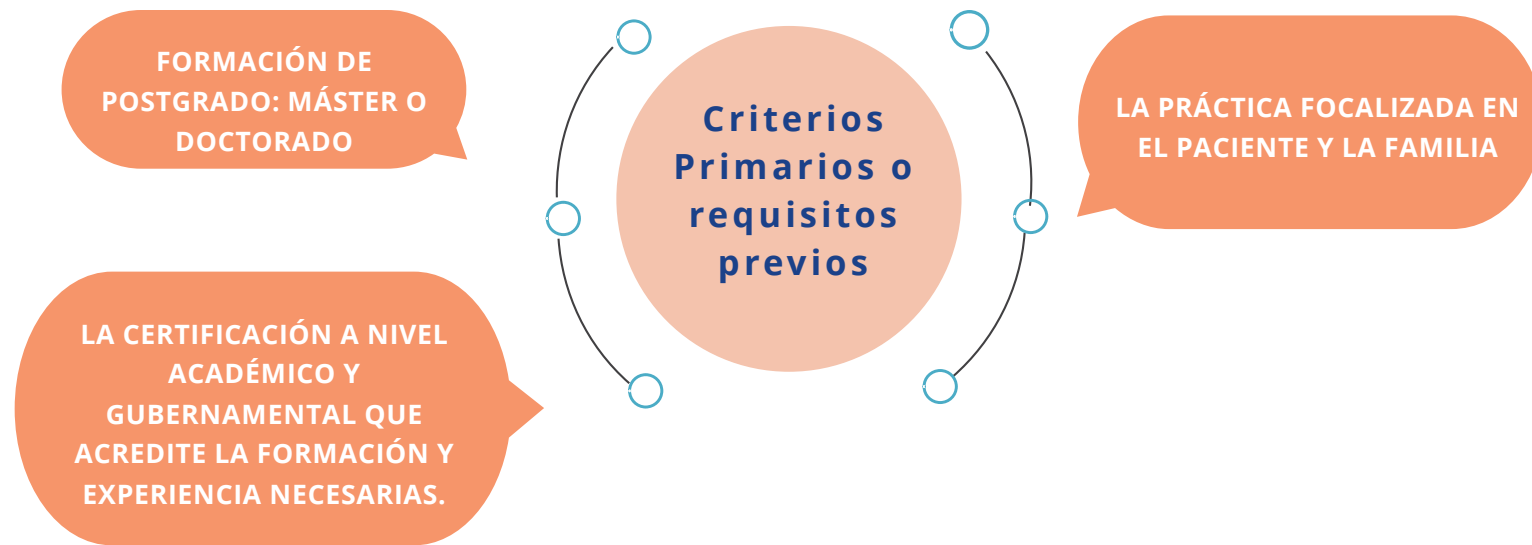 FORMACIÓN DE
POSTGRADO: MÁSTER O
DOCTORADO
LA CERTIFICACIÓN A NIVEL
ACADÉMICO Y
GUBERNAMENTAL QUE
ACREDITE LA FORMACIÓN Y
EXPERIENCIA NECESARIAS.
Criterios
Primarios o
requisitos
previos
LA PRÁCTICA FOCALIZADA EN
EL PACIENTE Y LA FAMILIA